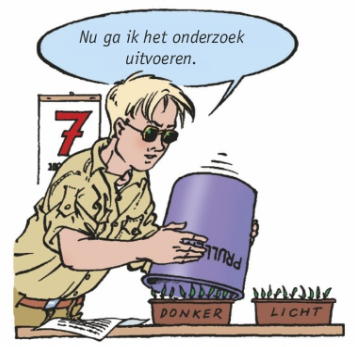 Nu ga ik het onderzoek
uitvoeren.
7
PRULL
DONKER
LICHT